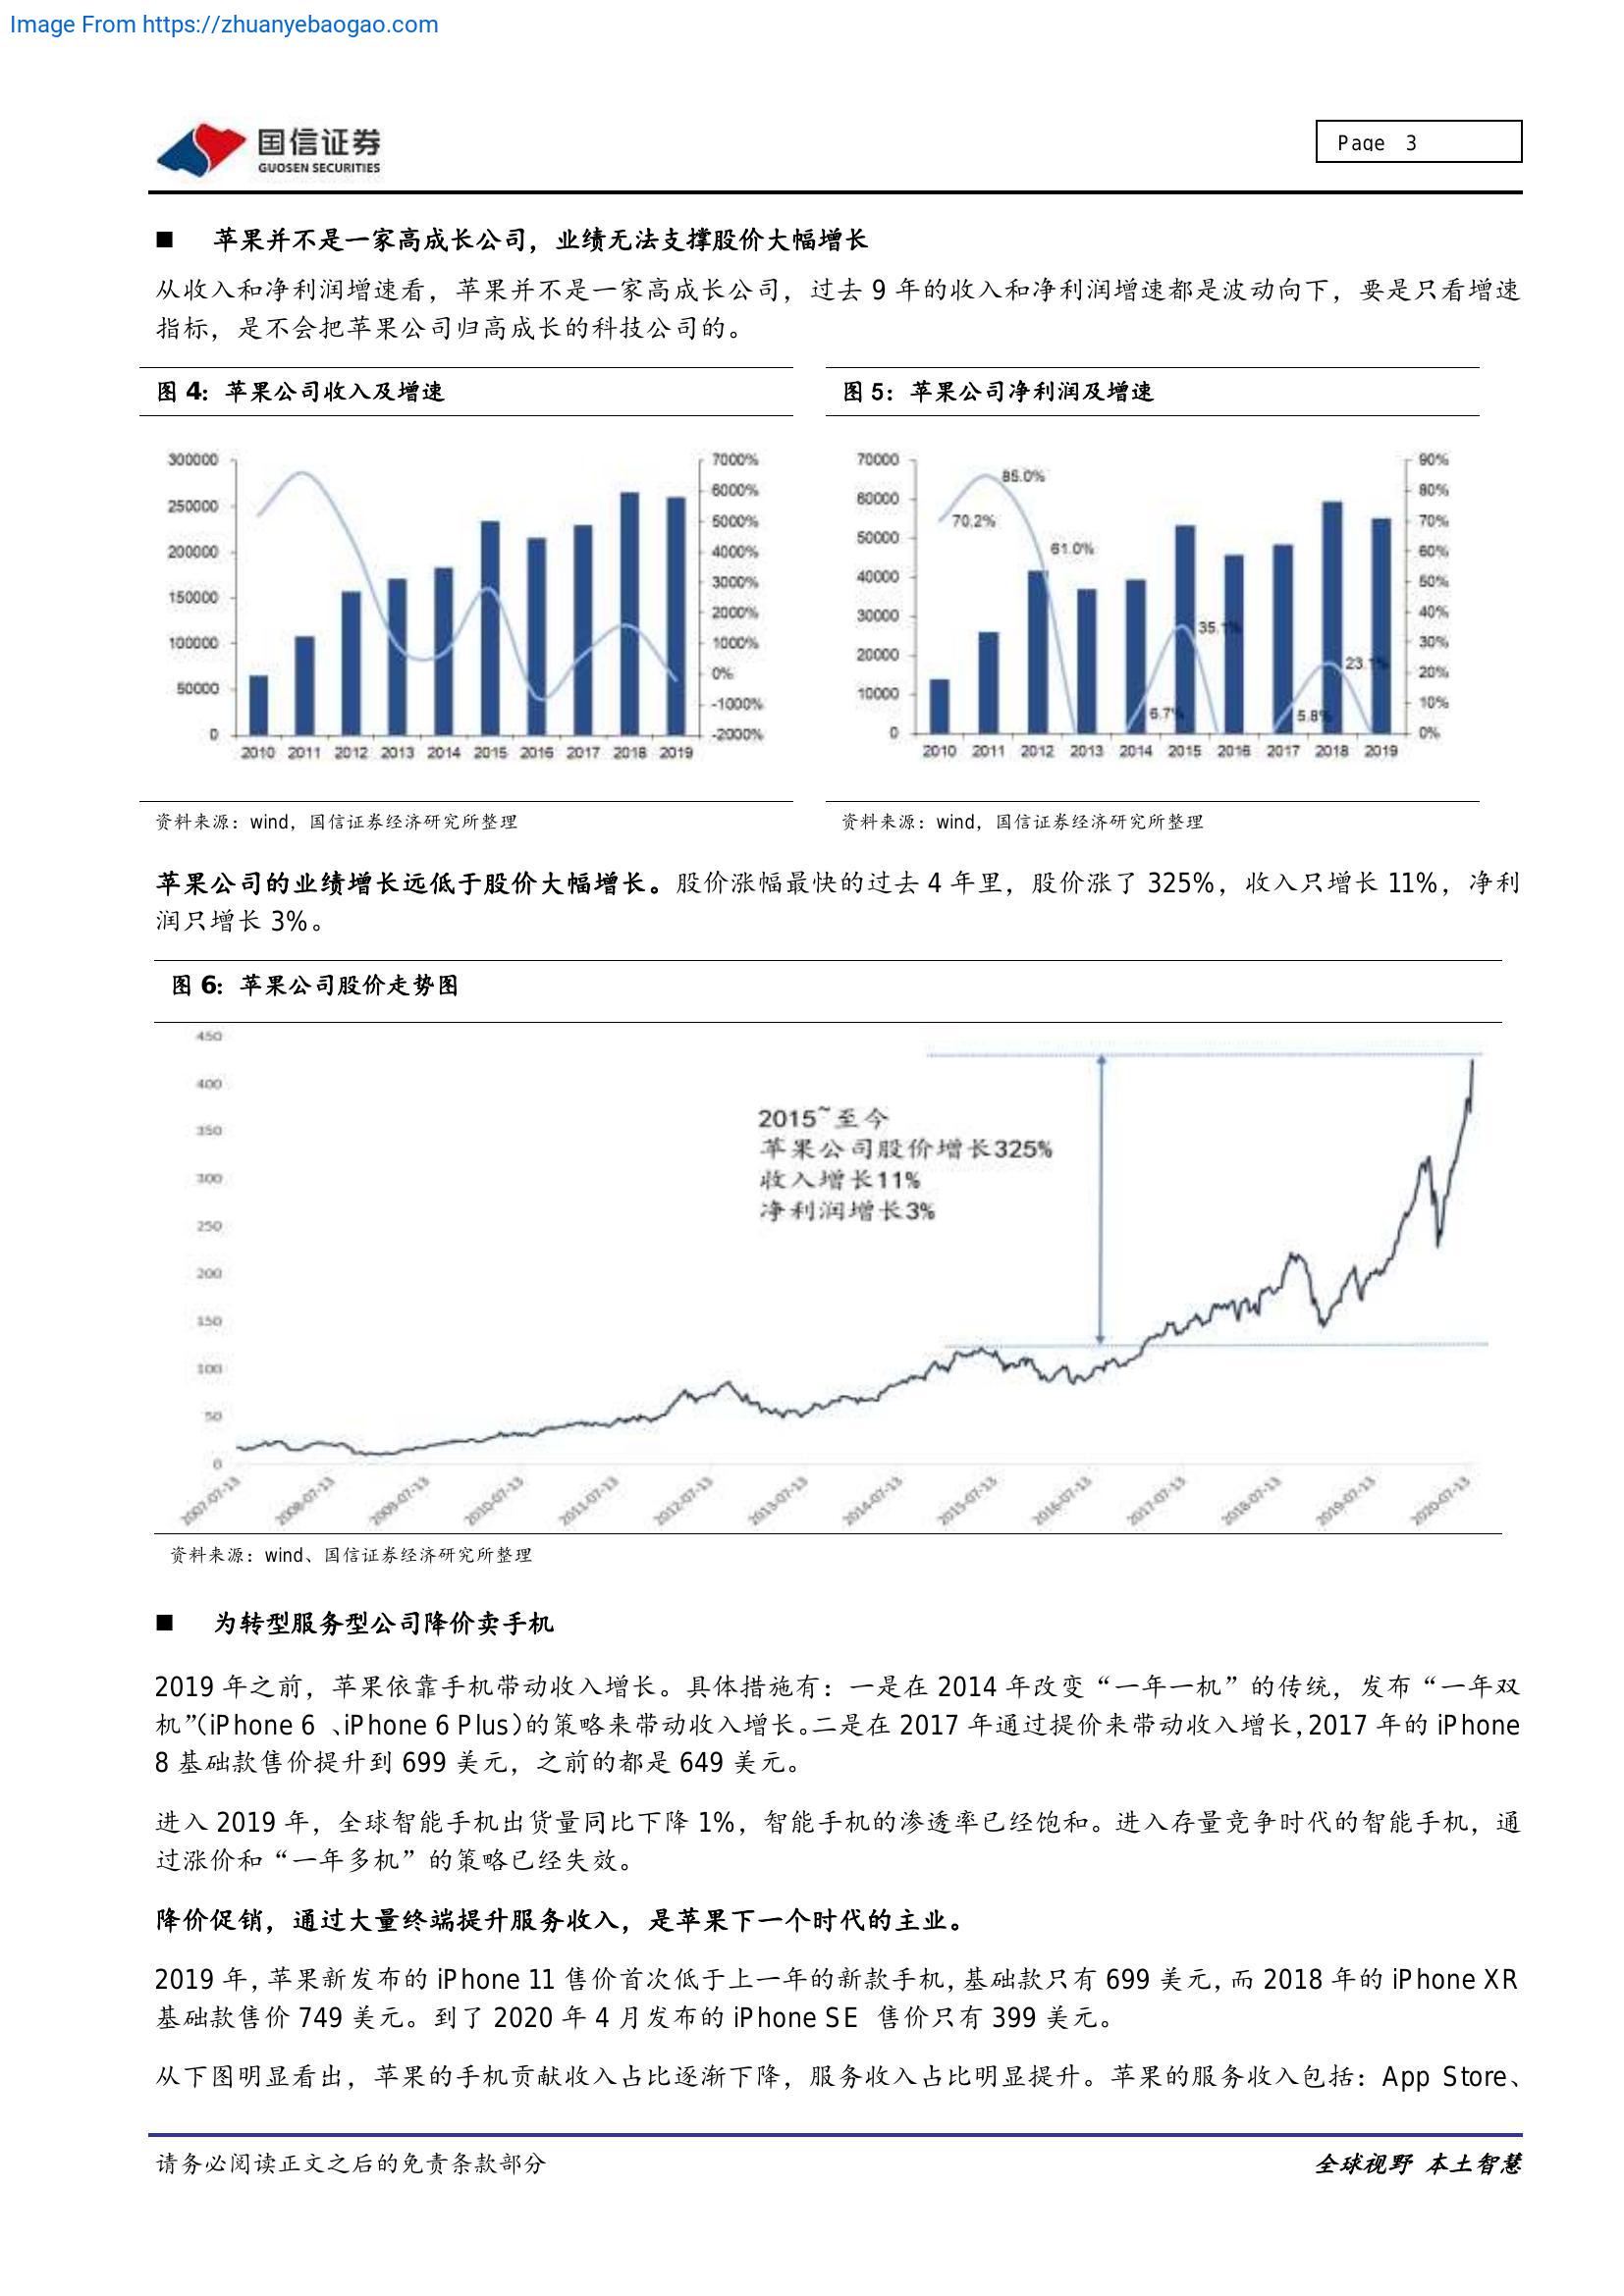 Image From https://zhuanyebaogao.com
国信证券
GUOSEN SECURITIES
Page 3
■ 苹果并不是一家高成长公司，业绩无法支撑股价大幅增长
从收入和净利润增速看，苹果并不是一家高成长公司，过去 9 年的收入和净利润增速都是波动向下，要是只看增速
指标，是不会把苹果公司归高成长的科技公司的。
图 4：苹果公司收入及增速
300000
250000
200000
150000
100000
50000
0
7000%
6000%
5000%
4000%
3000%
2000%
1000%
0%
-1000%
-2000%
2010 2011 2012 2013 2014 2015 2016 2017 2018 2019
资料来源：wind，国信证券经济研究所整理
图 5：苹果公司净利润及增速
70000
60000
50000
40000
30000
20000
10000
0
70.2%
85.0%
61.0%
6.7%
35.1%
5.8%
23.1%
90%
80%
70%
60%
50%
40%
30%
20%
10%
0%
2010 2011 2012 2013 2014 2015 2016 2017 2018 2019
资料来源：wind，国信证券经济研究所整理
苹果公司的业绩增长远低于股价大幅增长。股价涨幅最快的过去 4 年里，股价涨了 325%，收入只增长 11%，净利
润只增长 3%。
图 6：苹果公司股价走势图
450
400
350
300
250
200
150
100
50
0
2015~至今
苹果公司股价增长325%
收入增长11%
净利润增长3%
2007-07-13 2008-07-13 2009-07-13 2010-07-13 2011-07-13 2012-07-13 2013-07-13 2014-07-13 2015-07-13 2016-07-13 2017-07-13 2018-07-13 2019-07-13 2020-07-13
资料来源：wind、国信证券经济研究所整理
■ 为转型服务型公司降价卖手机
2019 年之前，苹果依靠手机带动收入增长。具体措施有：一是在 2014 年改变“一年一机”的传统，发布“一年双
机”（iPhone 6 、iPhone 6 Plus）的策略来带动收入增长。二是在 2017 年通过提价来带动收入增长，2017 年的 iPhone
8 基础款售价提升到 699 美元，之前的都是 649 美元。
进入 2019 年，全球智能手机出货量同比下降 1%，智能手机的渗透率已经饱和。进入存量竞争时代的智能手机，通
过涨价和“一年多机”的策略已经失效。
降价促销，通过大量终端提升服务收入，是苹果下一个时代的主业。
2019 年，苹果新发布的 iPhone 11 售价首次低于上一年的新款手机，基础款只有 699 美元，而 2018 年的 iPhone XR
基础款售价 749 美元。到了 2020 年 4 月发布的 iPhone SE 售价只有 399 美元。
从下图明显看出，苹果的手机贡献收入占比逐渐下降，服务收入占比明显提升。苹果的服务收入包括：App Store、
请务必阅读正文之后的免责条款部分
全球视野 本土智慧